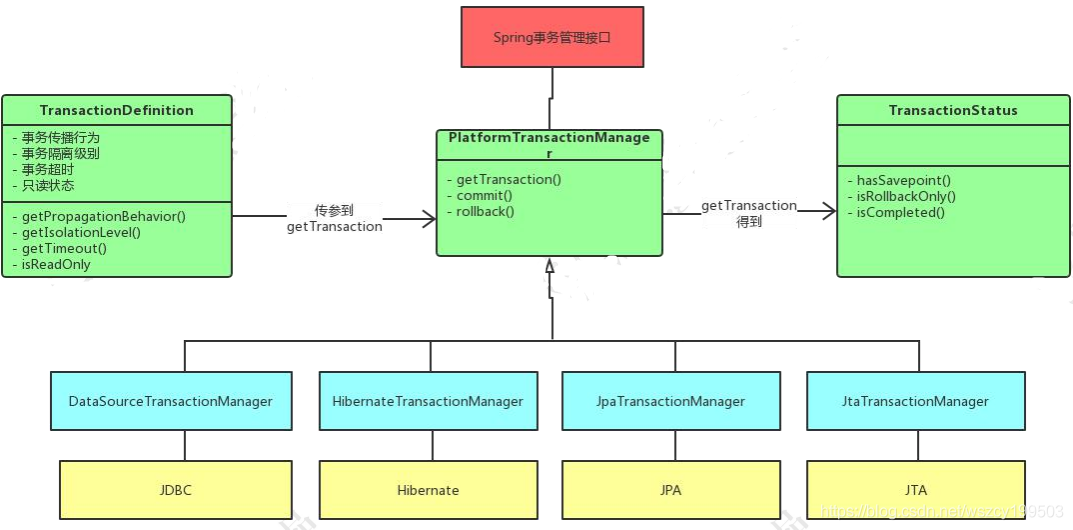 Spring事务管理接口
TransactionDefinition
- 事务传播行为
- 事务隔离级别
- 事务超时
- 只读状态
- getPropagationBehavior()
- getIsolationLevel()
- getTimeout()
- isReadOnly
传参到
getTransaction
PlatformTransactionManage
r
- getTransaction()
- commit()
- rollback()
getTransaction
得到
TransactionStatus
- hasSavepoint()
- isRollbackOnly()
- isCompleted()
DataSourceTransactionManager
HibernateTransactionManager
JpaTransactionManager
JtaTransactionManager
JDBC
Hibernate
JPA
JTA
https://blog.csdn.net/wszcy199503